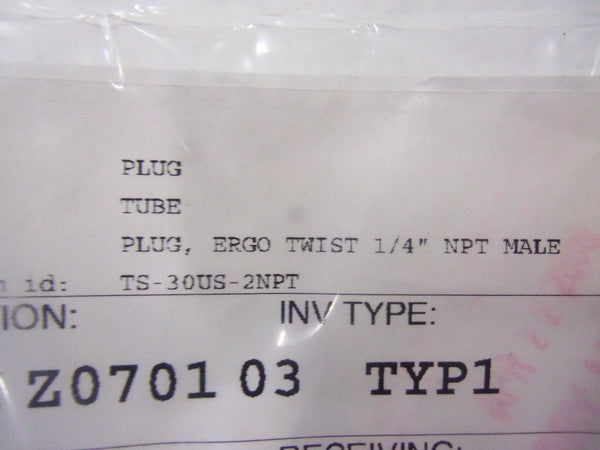 PLUG
TUBE
PLUG, ERGO TWIST 1/4" NPT MALE
id: TS-30US-2NPT
ION: INV TYPE:
Z0701 03 TYP1
RECEIVING: